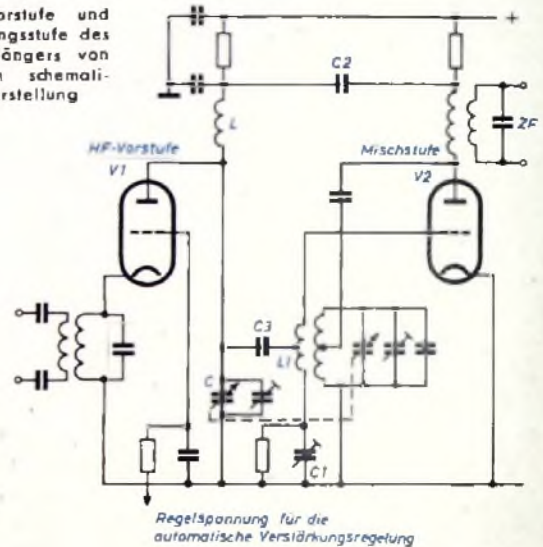 orstufe und
ngsstufe des
ängers von
schemati-
rstellung
+
C2
L
ZF
HF-Vorstufe
V1
Mischstufe
V2
C3
L1
C
C1
Regelspannung für die
automatische Verstärkungsregelung